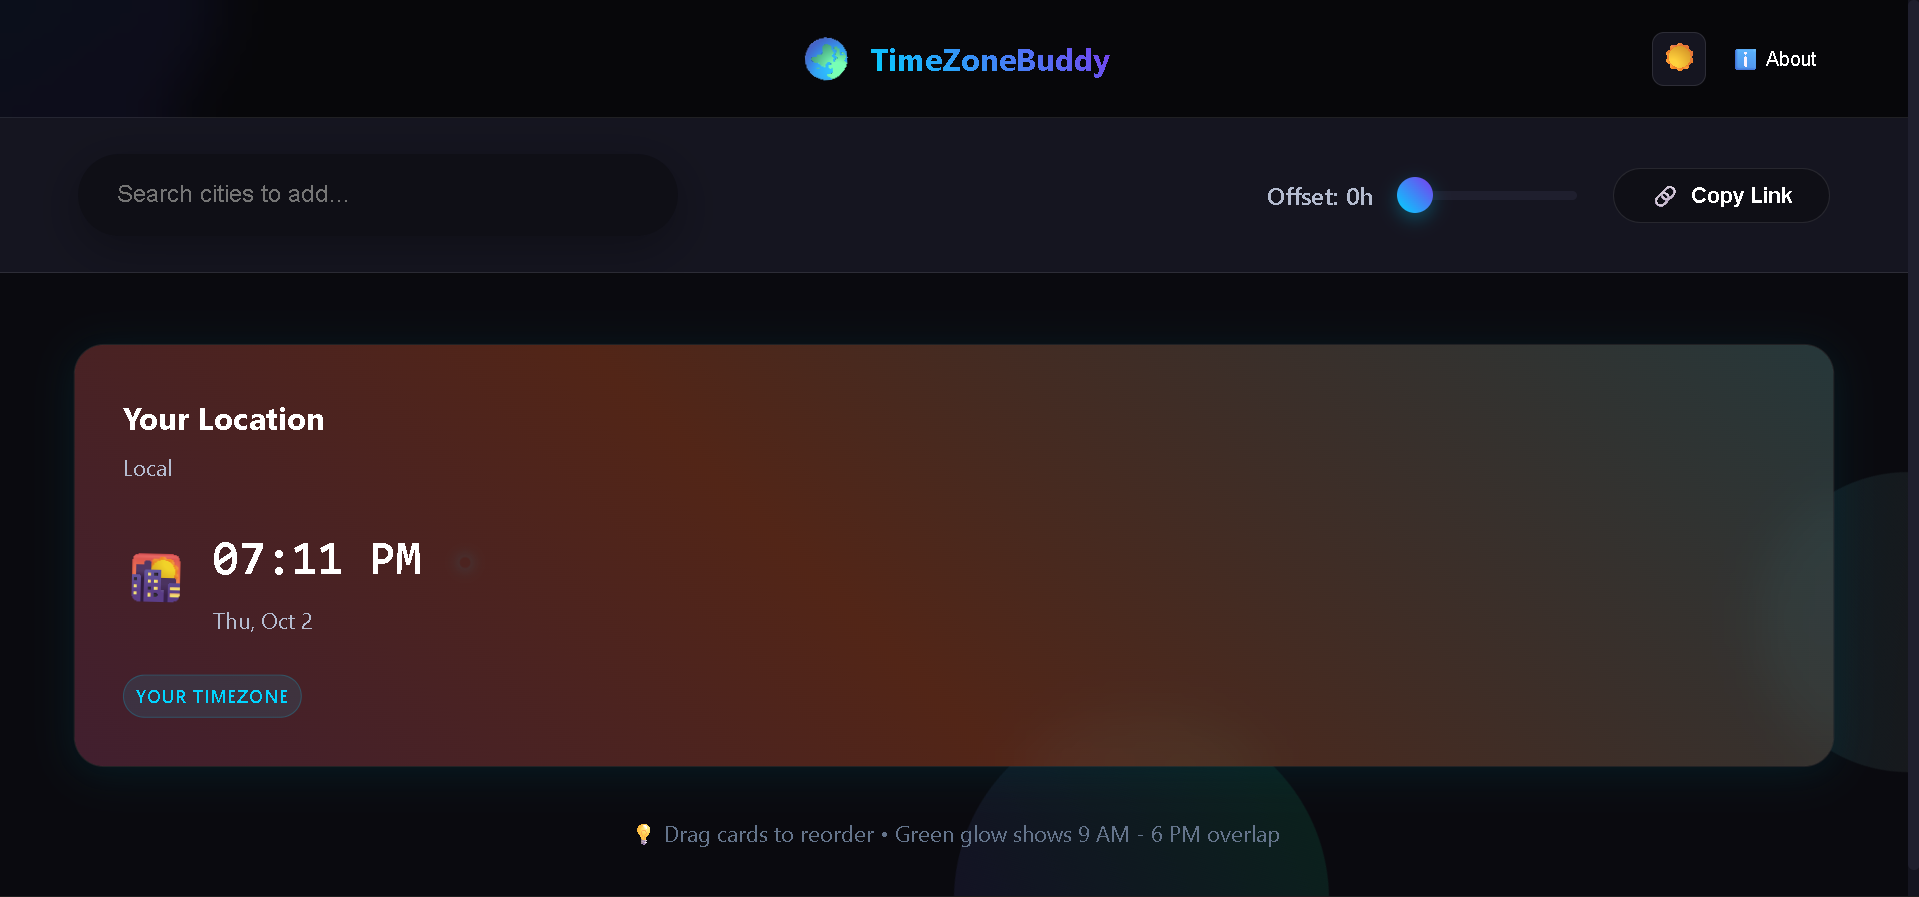 TimeZoneBuddy
About
Search cities to add...
Offset: 0h
Copy Link
Your Location
Local
07:11 PM
Thu, Oct 2
YOUR TIMEZONE
Drag cards to reorder • Green glow shows 9 AM - 6 PM overlap